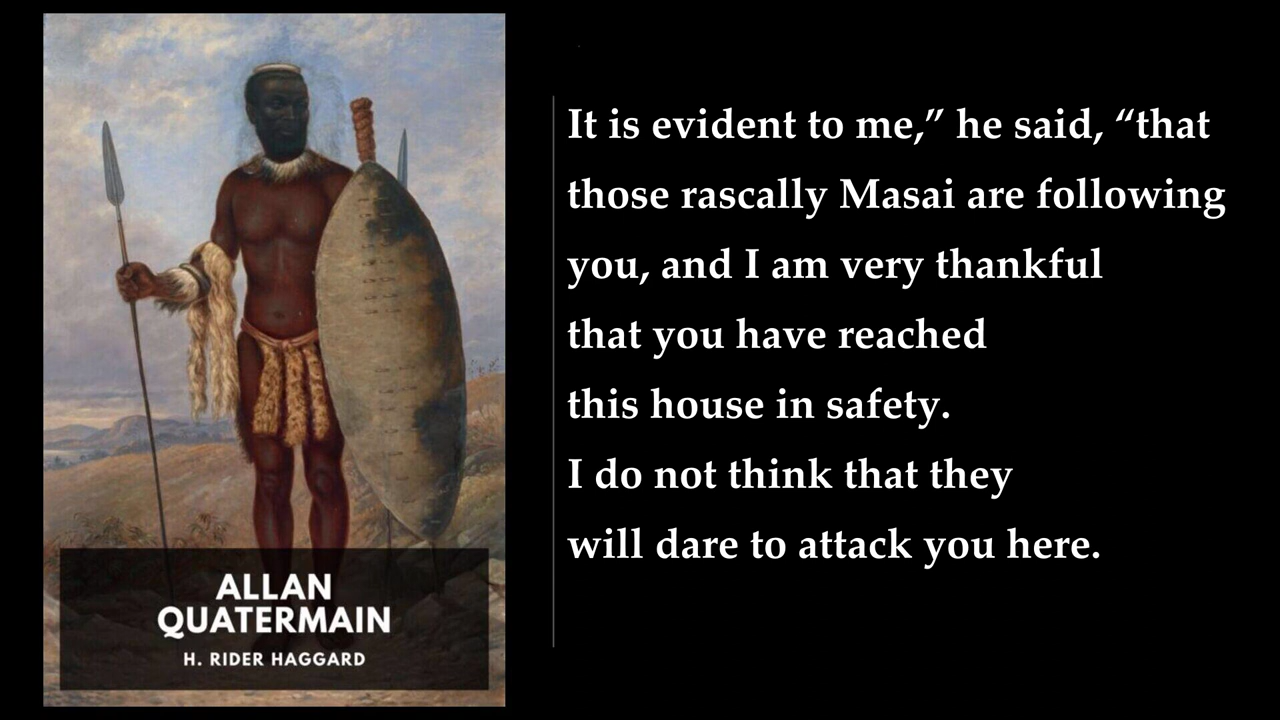 ALLAN
QUATERMAIN
H. RIDER HAGGARD
It is evident to me,” he said, “that
those rascally Masai are following
you, and I am very thankful
that you have reached
this house in safety.
I do not think that they
will dare to attack you here.